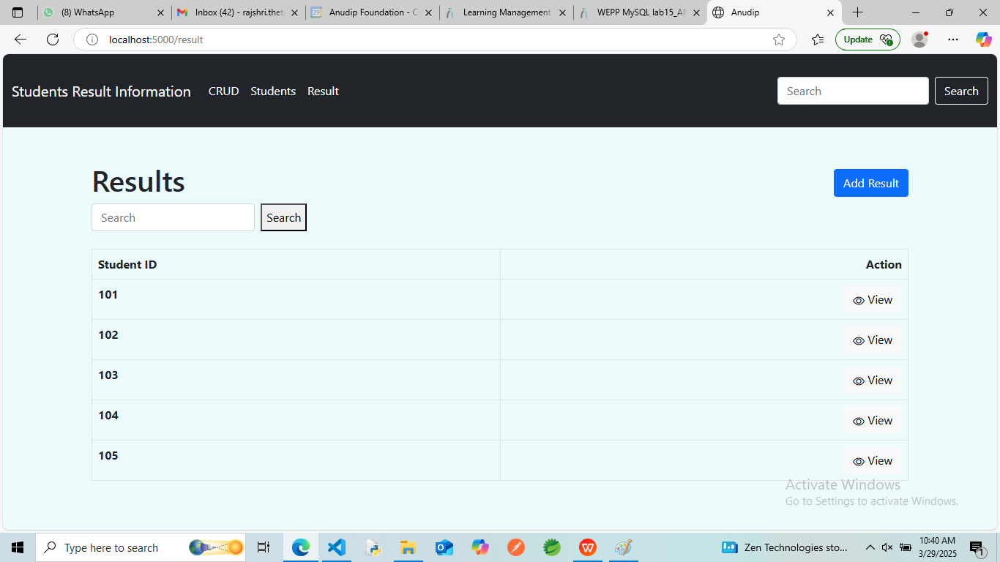 (8) WhatsApp
Inbox (42) - rajshri.thet
Anudip Foundation - C
Learning Management
WEPP MySQL lab15_AN
Anudip
localhost:5000/result
Update
Students Result Information
CRUD
Students
Result
Search
Search
Results
Add Result
Search
Search
Student ID
Action
101
View
102
View
103
View
104
View
105
View
Activate Windows
Go to Settings to activate Windows.
Type here to search
Zen Technologies sto...
10:40 AM
3/29/2025
1